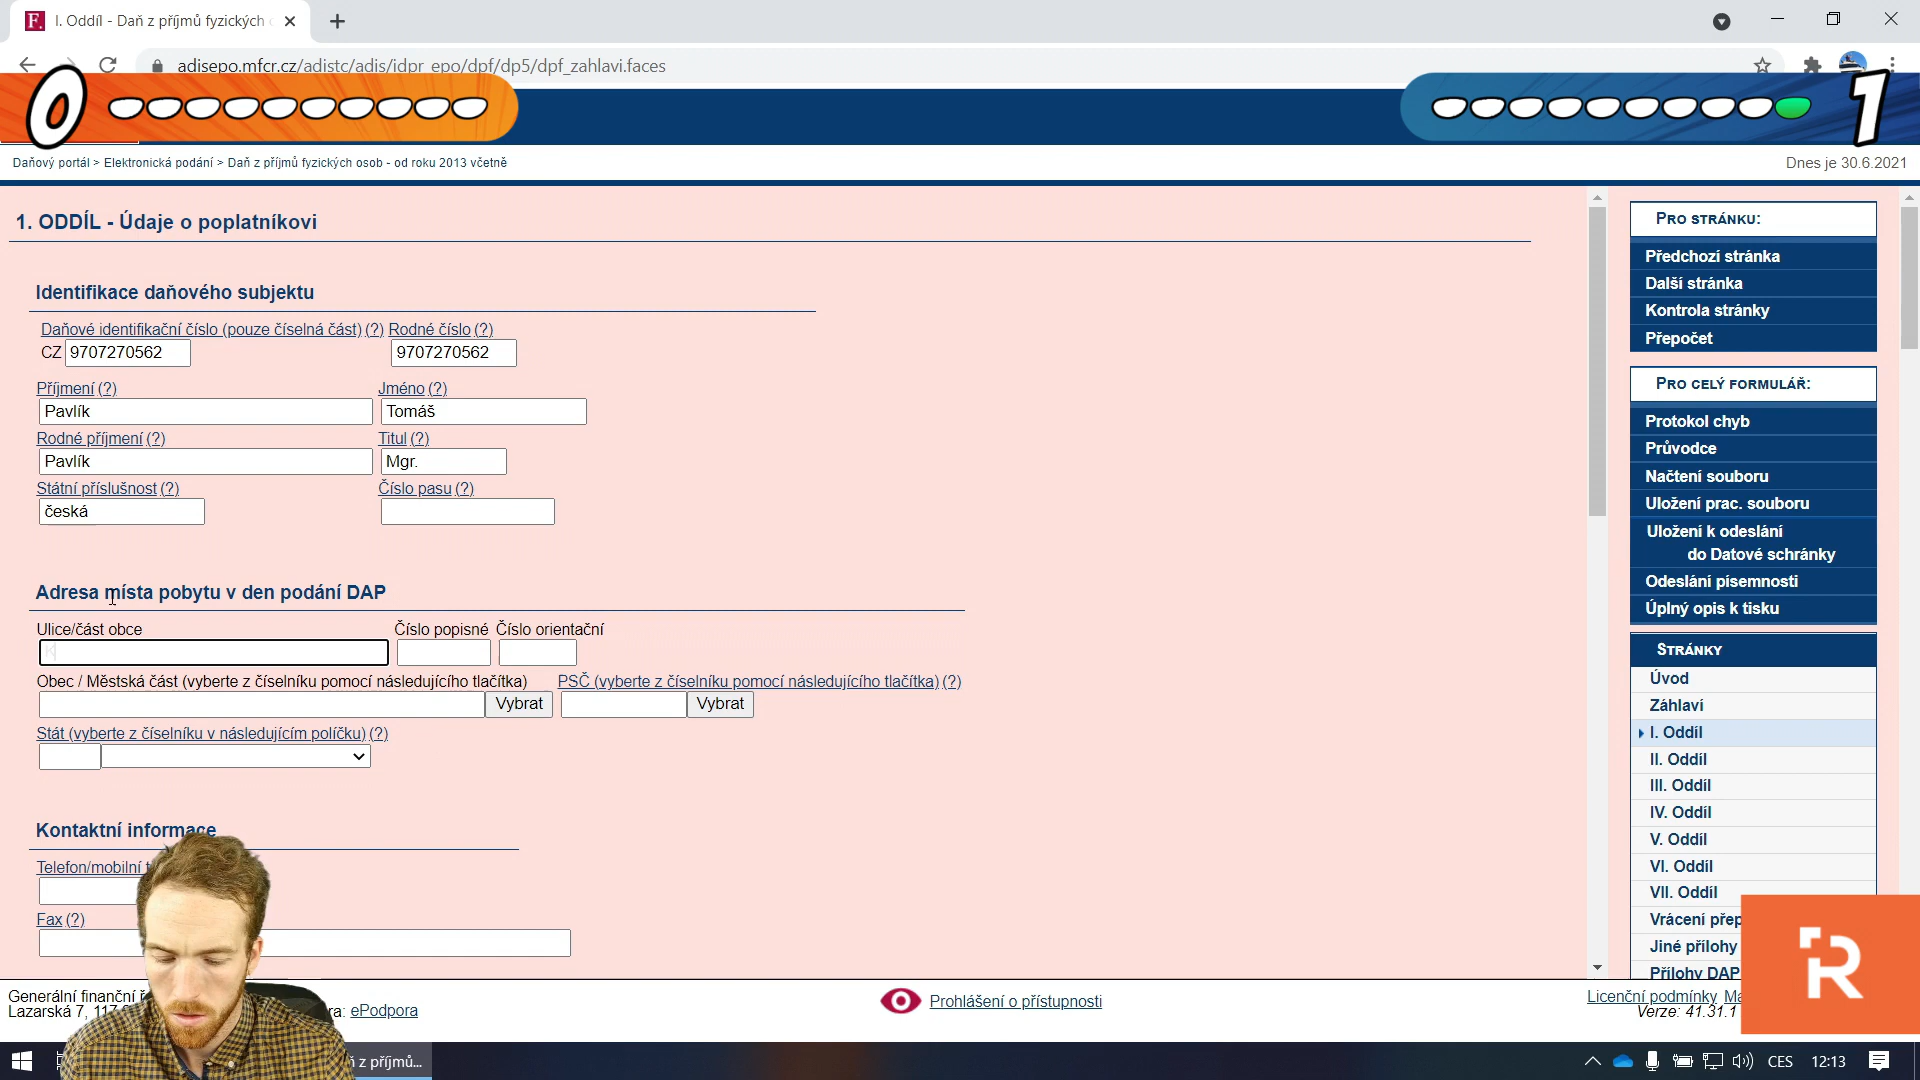 I. Oddíl - Daň z příjmů fyzických
adisepo.mfcr.cz/adistc/adis/idpr_epo/dpf/dp5/dpf_zahlavi.faces
0
1
Daňový portál > Elektronická podání > Daň z příjmů fyzických osob - od roku 2013 včetně
Dnes je 30.6.2021
1. ODDÍL - Údaje o poplatníkovi
Identifikace daňového subjektu
Daňové identifikační číslo (pouze číselná část) (?) Rodné číslo (?)
CZ 9707270562 9707270562
Příjmení (?) Jméno (?)
Pavlík Tomáš
Rodné příjmení (?) Titul (?)
Pavlík Mgr.
Státní příslušnost (?) Číslo pasu (?)
česká
Adresa místa pobytu v den podání DAP
Ulice/část obce Číslo popisné Číslo orientační
K
Obec / Městská část (vyberte z číselníku pomocí následujícího tlačítka) PSČ (vyberte z číselníku pomocí následujícího tlačítka) (?)
Vybrat Vybrat
Stát (vyberte z číselníku v následujícím políčku) (?)
Kontaktní informace
Telefon/mobilní
Fax (?)
PRO STRÁNKU:
Předchozí stránka
Další stránka
Kontrola stránky
Přepočet
PRO CELÝ FORMULÁŘ:
Protokol chyb
Průvodce
Načtení souboru
Uložení prac. souboru
Uložení k odeslání
do Datové schránky
Odeslání písemnosti
Úplný opis k tisku
STRÁNKY
Úvod
Záhlaví
I. Oddíl
II. Oddíl
III. Oddíl
IV. Oddíl
V. Oddíl
VI. Oddíl
VII. Oddíl
Vrácení
Jiné přílohy
Přílohy DAP
Generální finanční
Lazarská 7, ePodpora
Prohlášení o přístupnosti
Licenční podmínky
Verze: 41.31.1
R
z příjmů...
CES 12:13